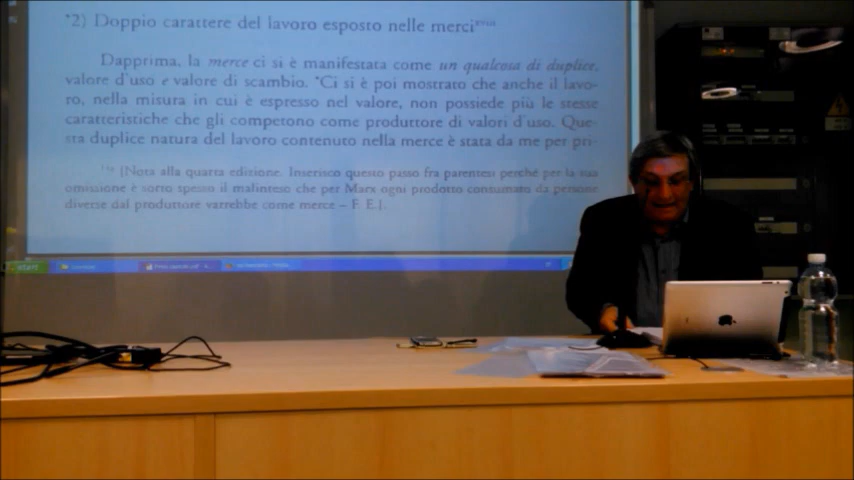 *2) Doppio carattere del lavoro esposto nelle merci
Dapprima, la merce ci si è manifestata come un qualcosa di duplice,
valore d'uso e valore di scambio. *Ci si è poi mostrato che anche il lavo-
ro, nella misura in cui è espresso nel valore, non possiede più le stesse
caratteristiche che gli competono come produttore di valori d'uso. Que-
sta duplice natura del lavoro contenuto nella merce è stata da me per pri-
[Nota alla quarta edizione. Inserisco questo passo fra parentesi perché per la sua
omissione è sorto spesso il malinteso che per Marx ogni prodotto consumato da persone
diverse dal produttore varrebbe come merce – F. E.].
start